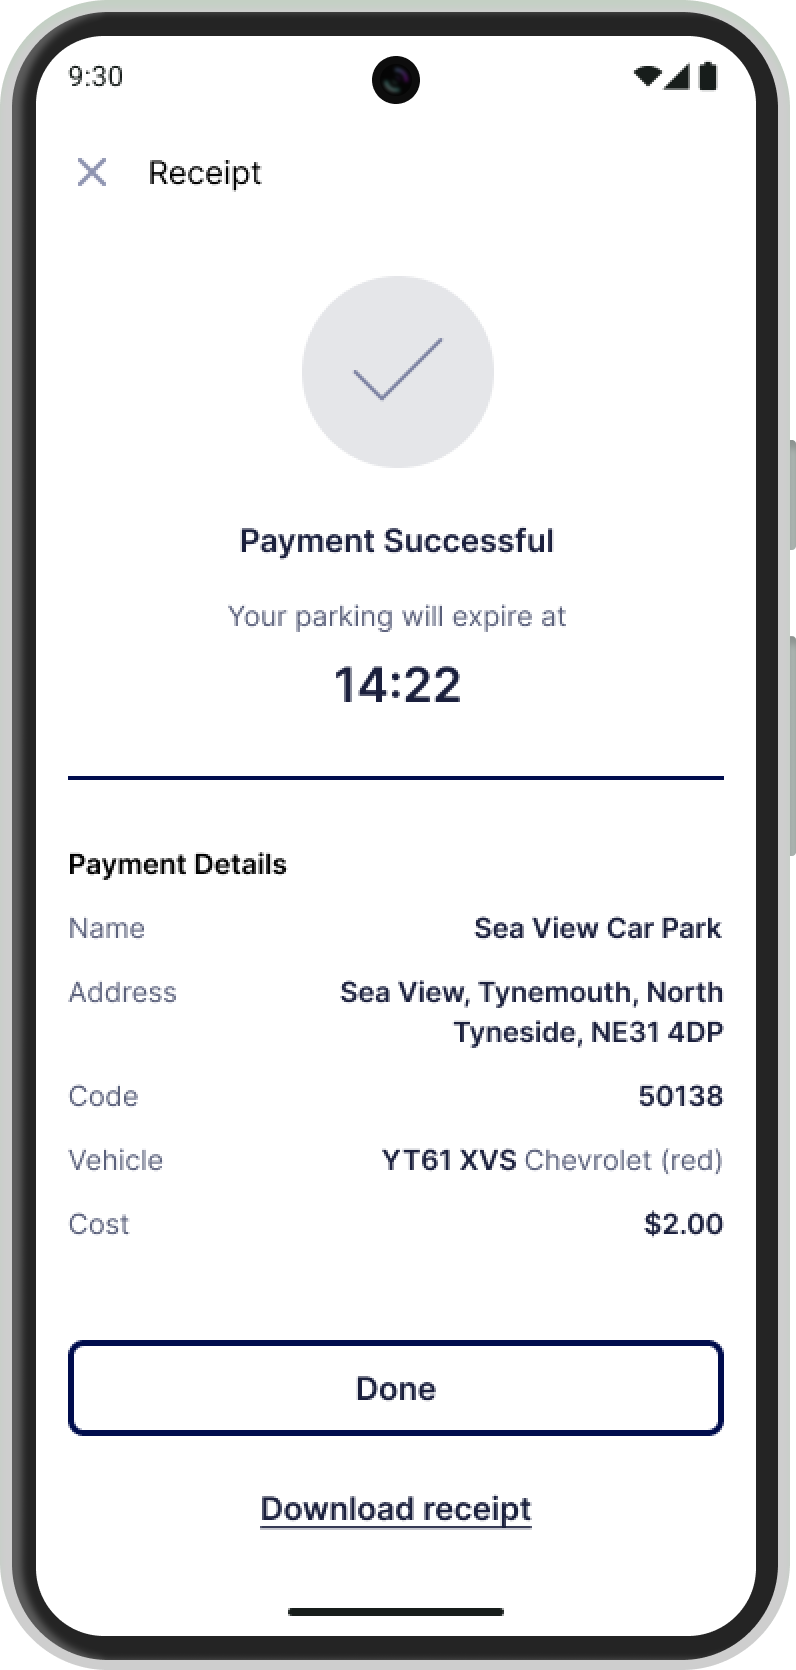 9:30
Receipt
Payment Successful
Your parking will expire at
14:22
Payment Details
Name Sea View Car Park
Address Sea View, Tynemouth, North
Tyneside, NE31 4DP
Code 50138
Vehicle YT61 XVS Chevrolet (red)
Cost $2.00
Done
Download receipt